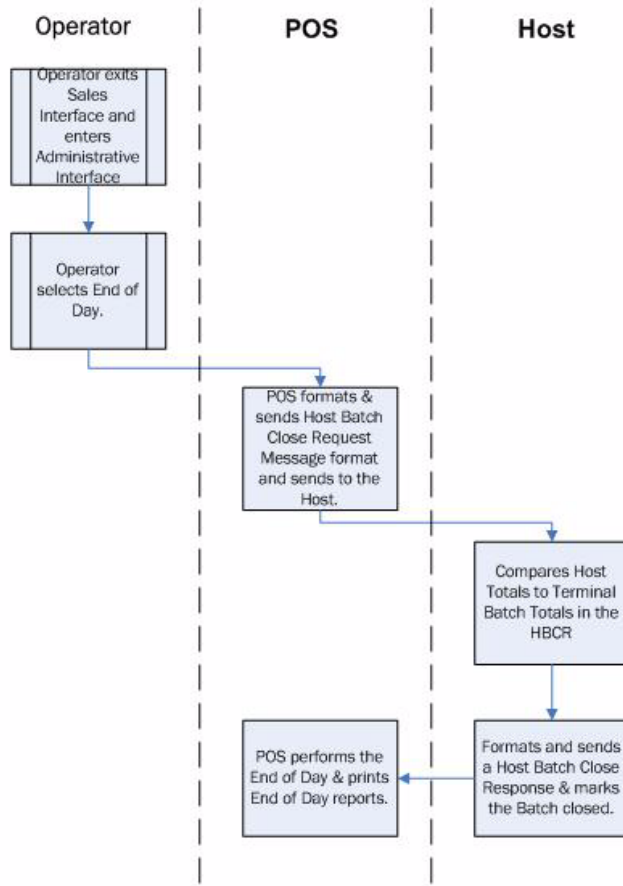 Operator
POS
Host
Operator exits
Sales
Interface and
enters
Administrative
Interface
Operator
selects End of
Day.
POS formats &
sends Host Batch
Close Request
Message format
and sends to the
Host.
Compares Host
Totals to Terminal
Batch Totals in the
HBCR
Formats and sends
a Host Batch Close
Response & marks
the Batch closed.
POS performs the
End of Day & prints
End of Day reports.